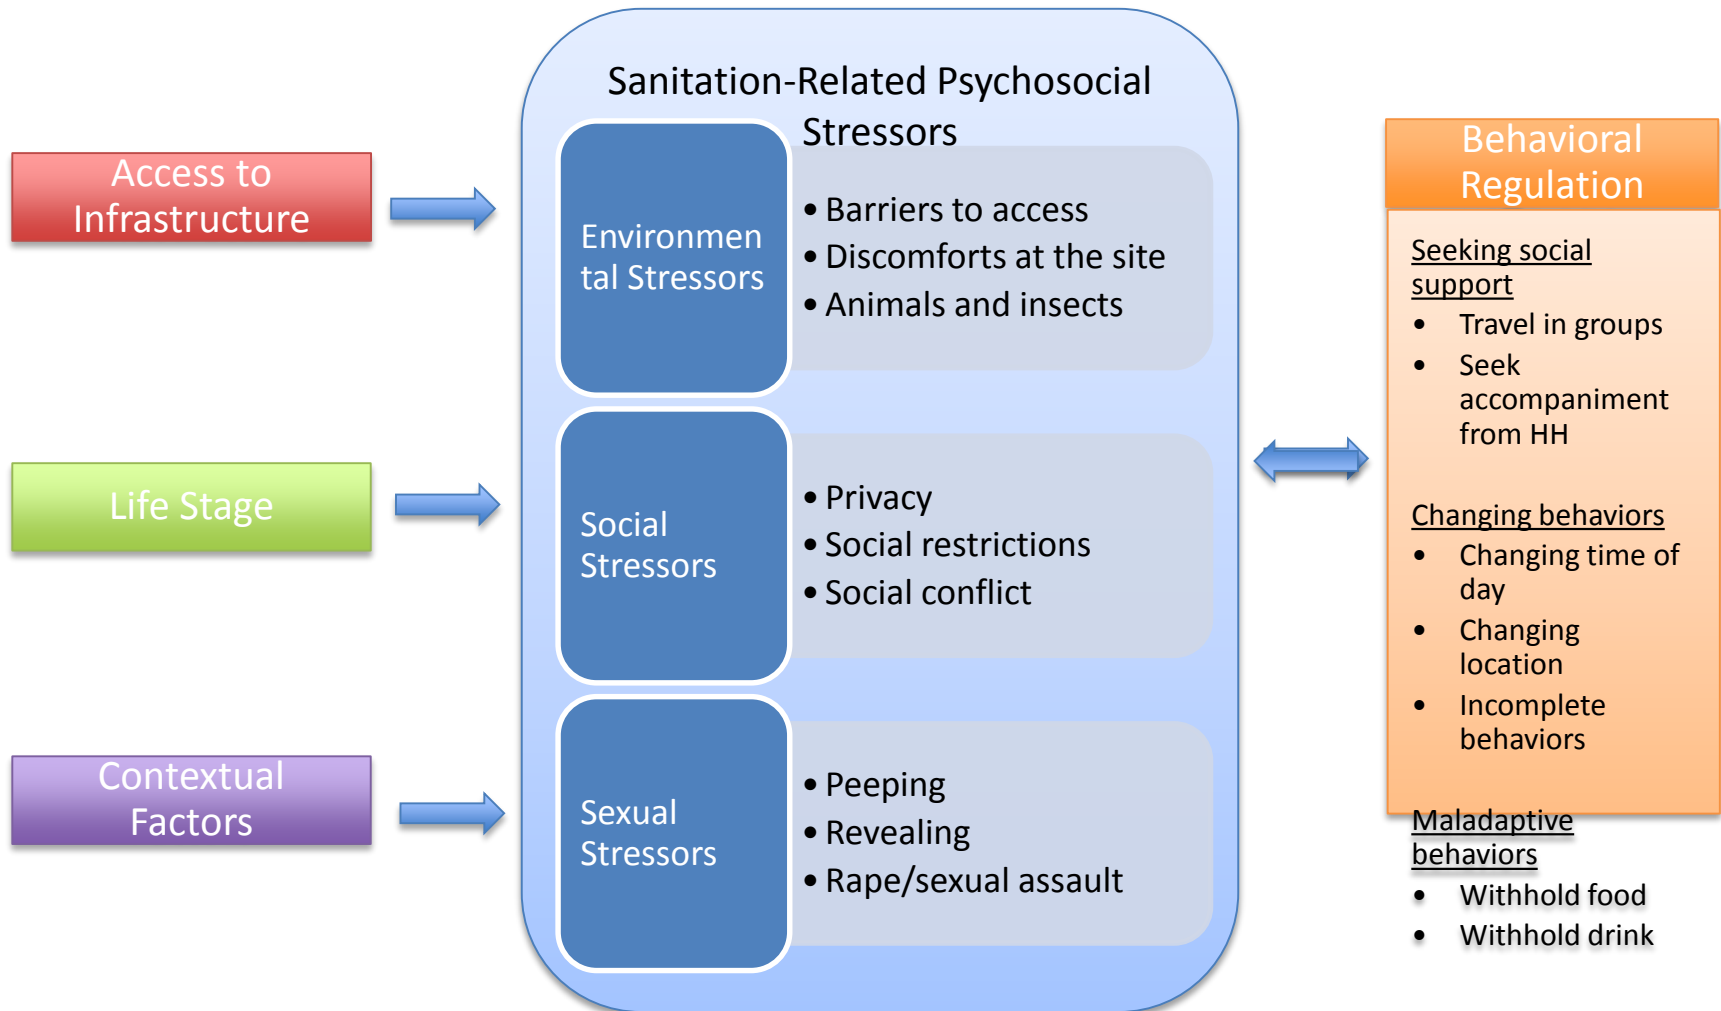 Sanitation-Related Psychosocial
Stressors
Access to
Infrastructure
Life Stage
Contextual
Factors
Environmen
tal Stressors
• Barriers to access
• Discomforts at the site
• Animals and insects
Social
Stressors
• Privacy
• Social restrictions
• Social conflict
Sexual
Stressors
• Peeping
• Revealing
• Rape/sexual assault
Behavioral
Regulation
Seeking social
support
• Travel in groups
• Seek
accompaniment
from HH
Changing behaviors
• Changing time of
day
• Changing
location
• Incomplete
behaviors
Maladaptive
behaviors
• Withhold food
• Withhold drink